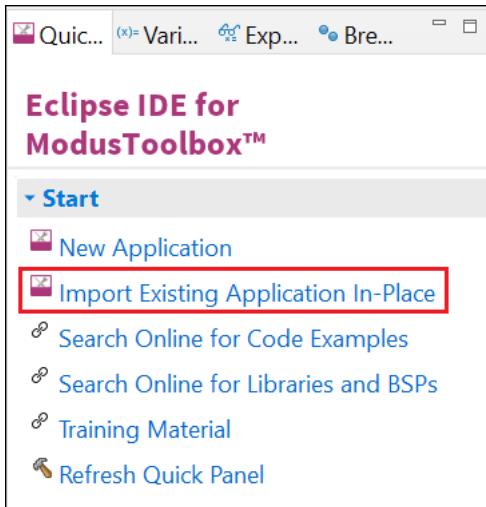 Quic... (x)= Vari... Exp... Bre...
Eclipse IDE for
ModusToolbox™
Start
New Application
Import Existing Application In-Place
Search Online for Code Examples
Search Online for Libraries and BSPs
Training Material
Refresh Quick Panel